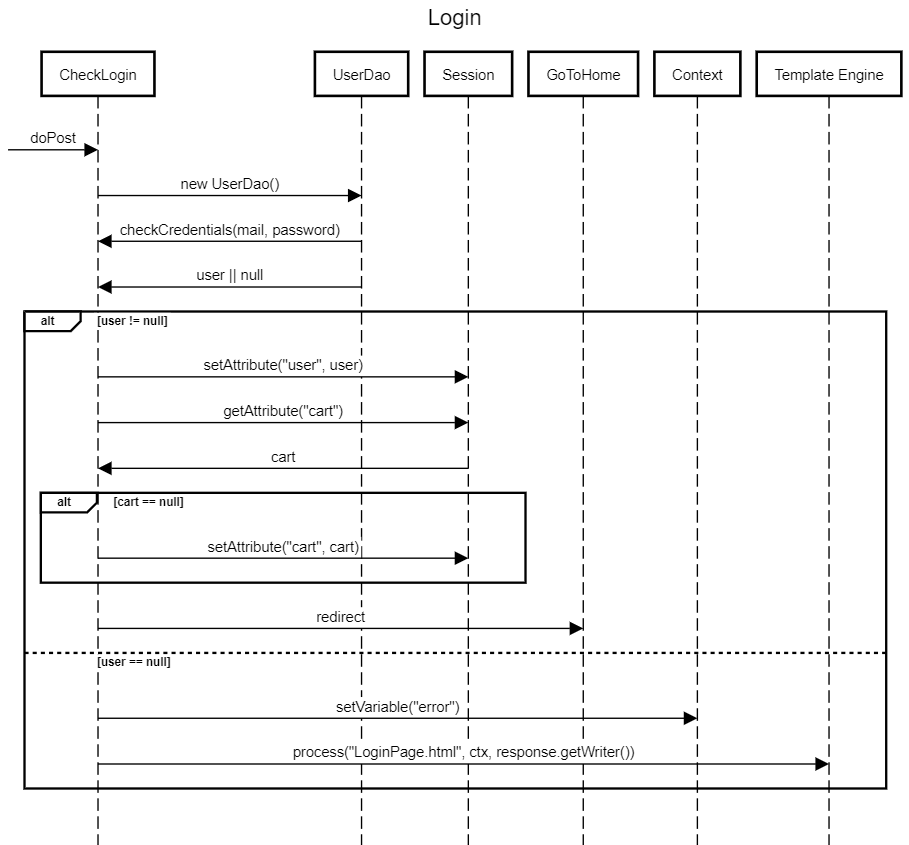 Login
CheckLogin
UserDao
Session
GoToHome
Context
Template Engine
doPost
new UserDao()
checkCredentials(mail, password)
user || null
alt
[user != null]
setAttribute("user", user)
getAttribute("cart")
cart
alt
[cart == null]
setAttribute("cart", cart)
redirect
[user == null]
setVariable("error")
process("LoginPage.html", ctx, response.getWriter())